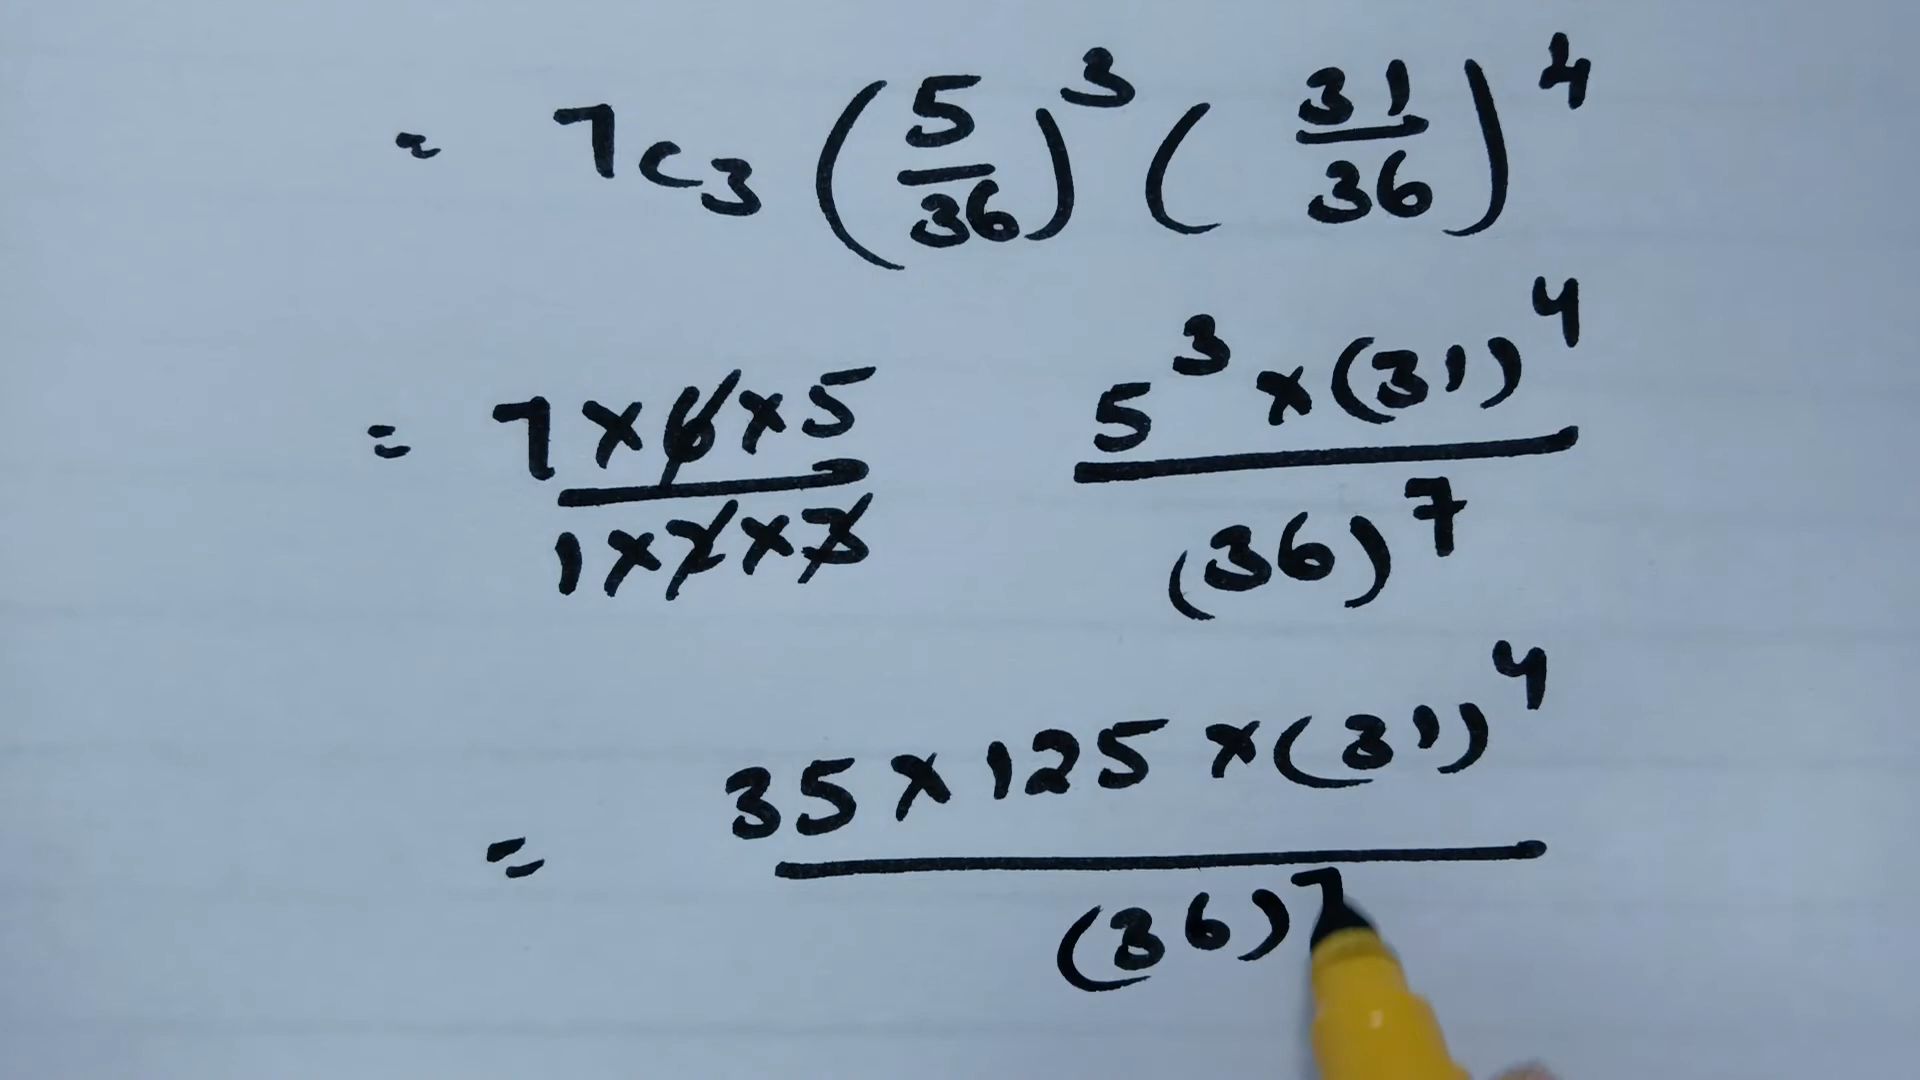 = 7c3 (5/36)^3 (31/36)^4
= 7×6×5/1×2×3 5^3×(31)^4/(36)^7
= 35×125×(31)^4/(36)^7